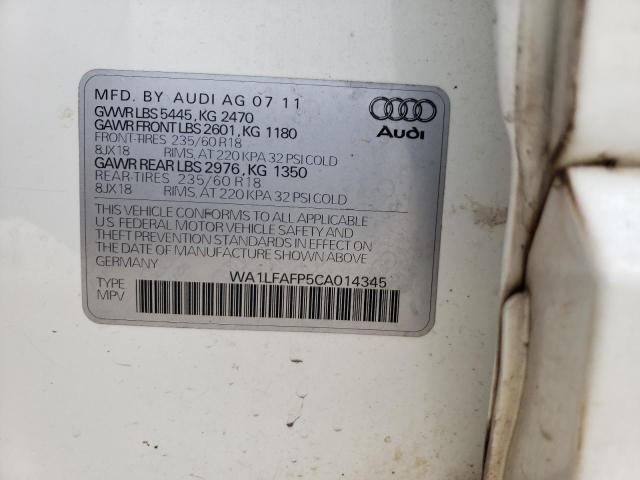 MFD. BY AUDI AG 07 11
GVWR LBS 5445, KG 2470
GAWR FRONT LBS 2601, KG 1180
FRONT-TIRES 235/60 R18
8JX18 RIMS, AT 220 KPA 32 PSI COLD
GAWR REAR LBS 2976, KG 1350
REAR-TIRES 235/60 R18
8JX18 RIMS, AT 220 KPA 32 PSI COLD
Audi
THIS VEHICLE CONFORMS TO ALL APPLICABLE
U S FEDERAL MOTOR VEHICLE SAFETY AND
THEFT PREVENTION STANDARDS IN EFFECT ON
THE DATE OF MANUFACTURE SHOWN ABOVE
GERMANY
WA1LFAFP5CA014345
TYPE
MPV